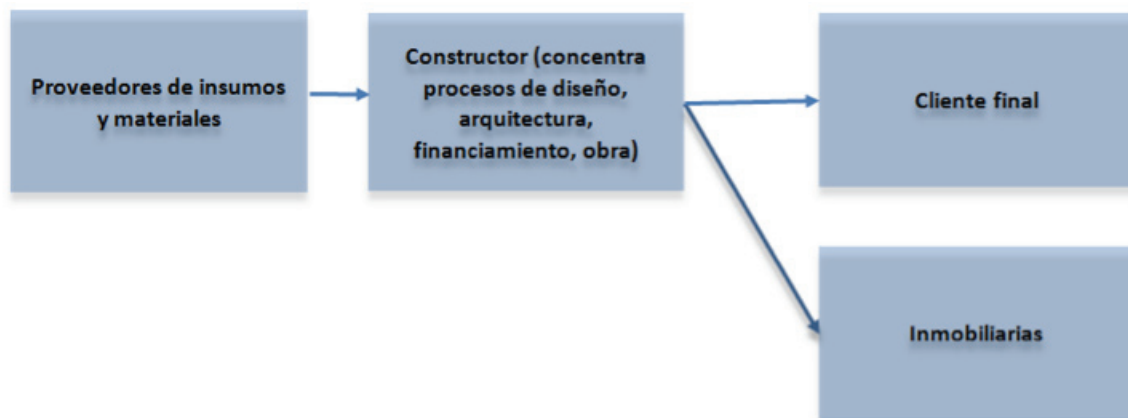 Proveedores de insumos
y materiales
Constructor (concentra
procesos de diseño,
arquitectura,
financiamiento, obra)
Cliente final
Inmobiliarias